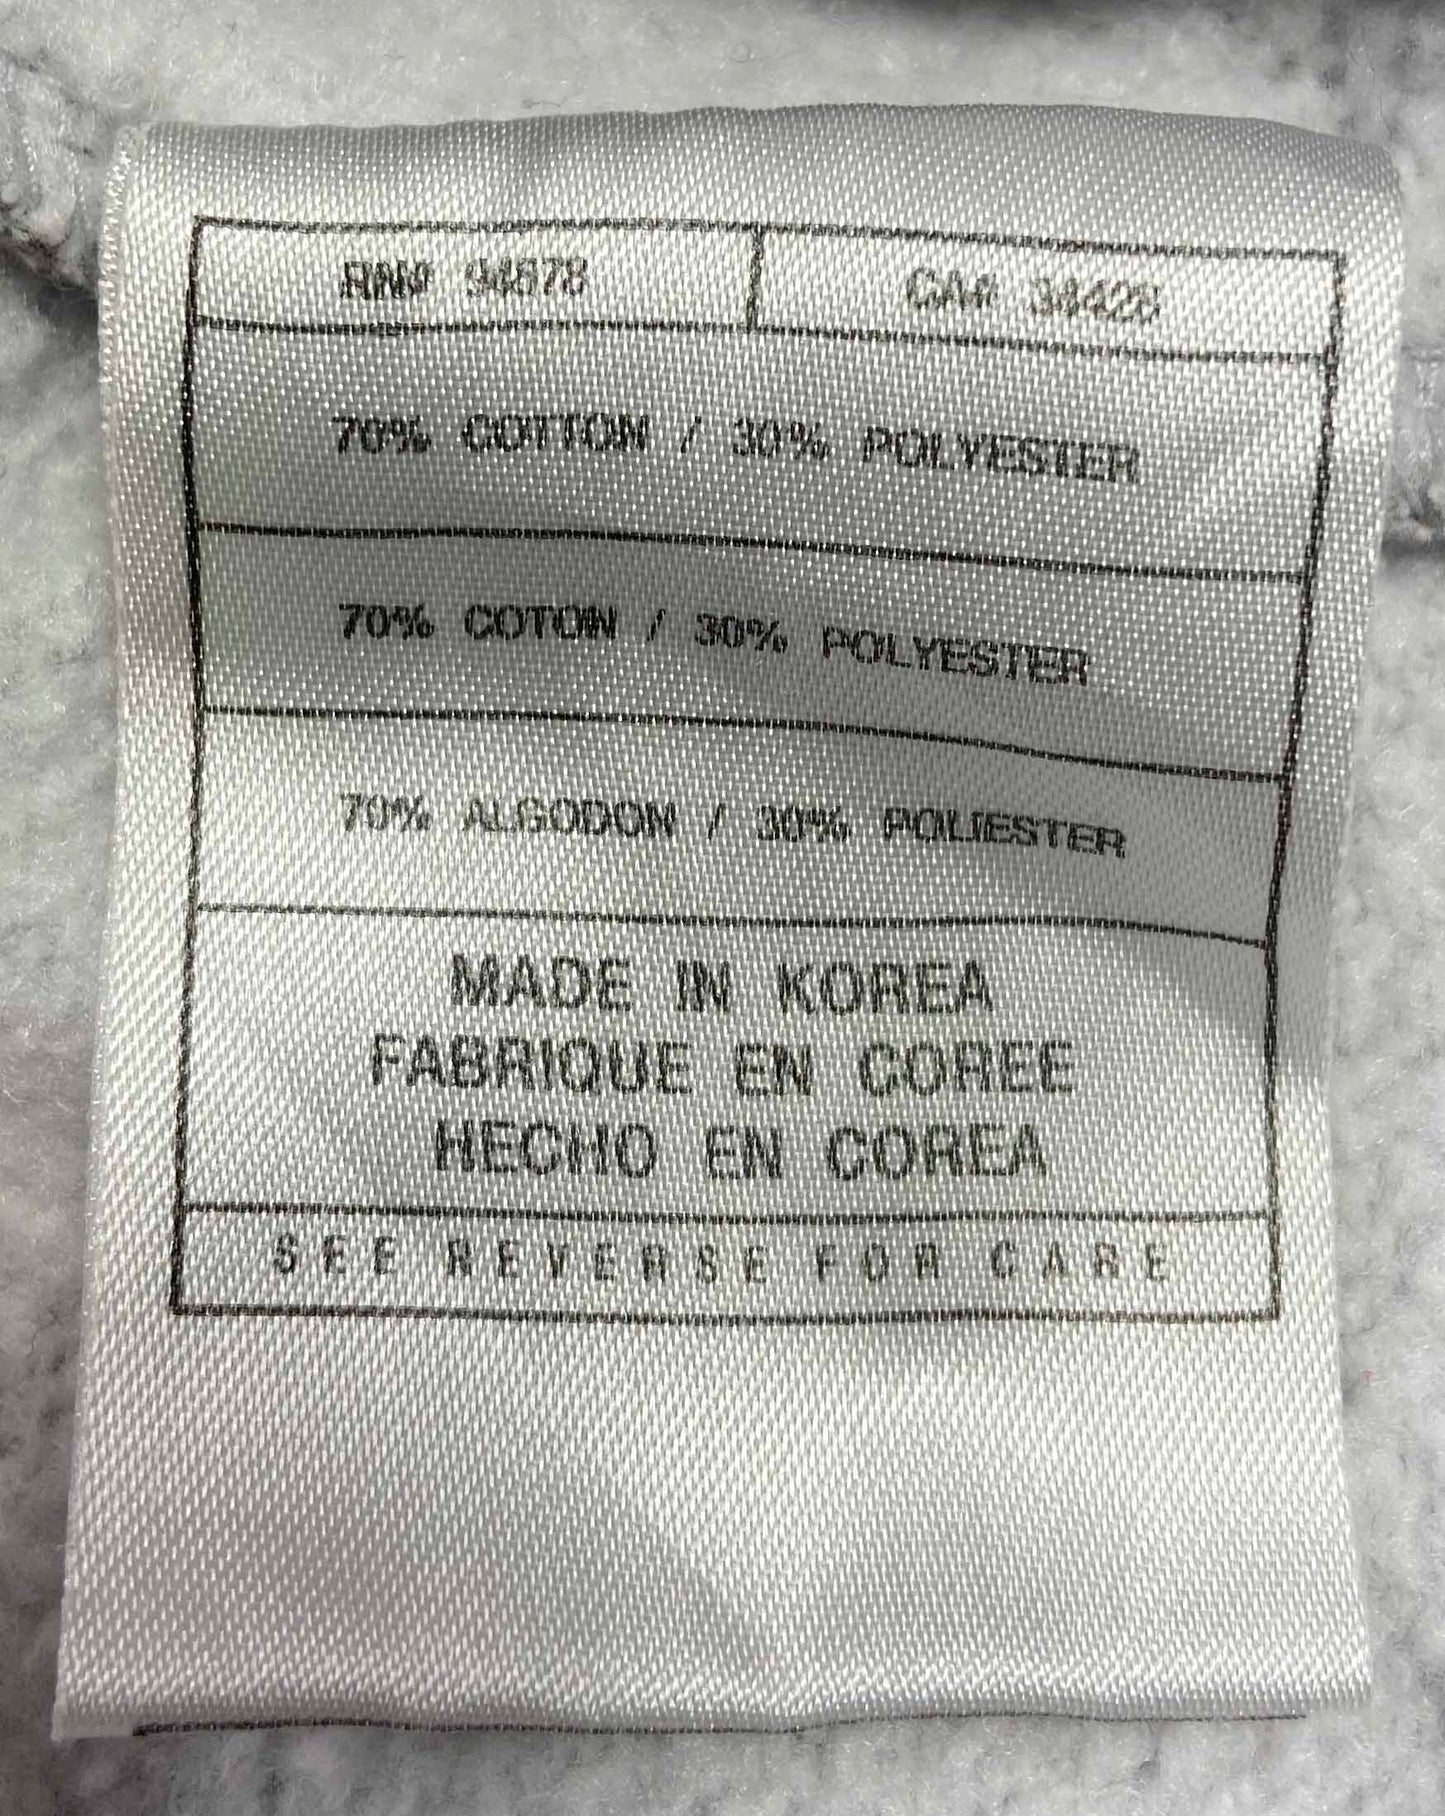 RN# 94678 CA# 34428
70% COTTON / 30% POLYESTER
70% COTON / 30% POLYESTER
70% ALGODON / 30% POLIESTER
MADE IN KOREA
FABRIQUE EN COREE
HECHO EN COREA
SEE REVERSE FOR CARE